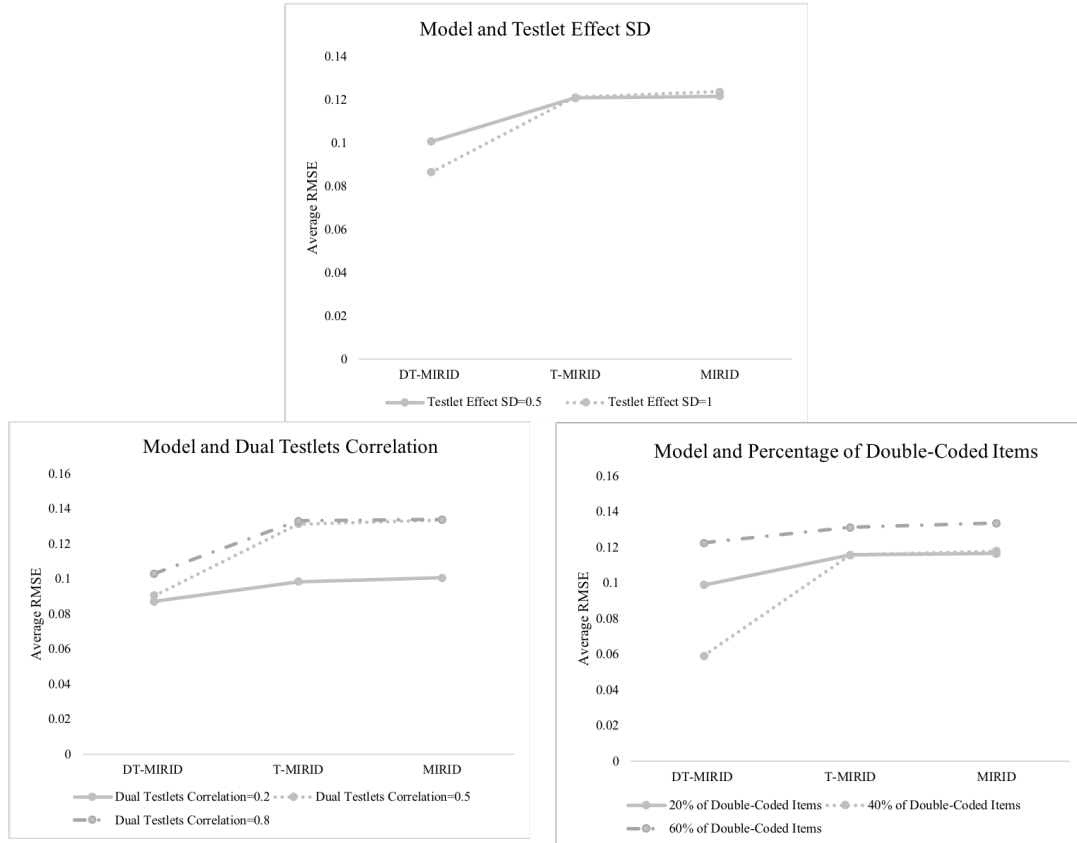 Model and Testlet Effect SD
0.14
0.12
0.1
0.08
0.06
0.04
0.02
0
Average RMSE
DT-MIRID T-MIRID MIRID
Testlet Effect SD=0.5 Testlet Effect SD=1
Model and Dual Testlets Correlation
0.16
0.14
0.12
0.1
0.08
0.06
0.04
0.02
0
Average RMSE
DT-MIRID T-MIRID MIRID
Dual Testlets Correlation=0.2 Dual Testlets Correlation=0.5
Dual Testlets Correlation=0.8
Model and Percentage of Double-Coded Items
0.16
0.14
0.12
0.1
0.08
0.06
0.04
0.02
0
Average RMSE
DT-MIRID T-MIRID MIRID
20% of Double-Coded Items 40% of Double-Coded Items
60% of Double-Coded Items